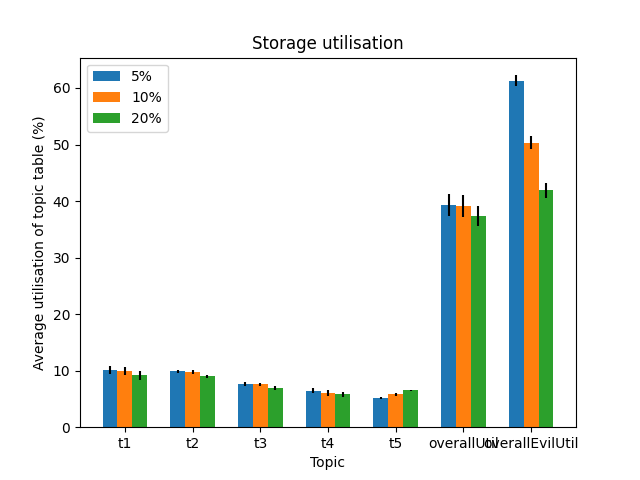 Storage utilisation
5%
10%
20%
Average utilisation of topic table (%)
60
50
40
30
20
10
0
t1 t2 t3 t4 t5 overallUtil overallEvilUtil
Topic